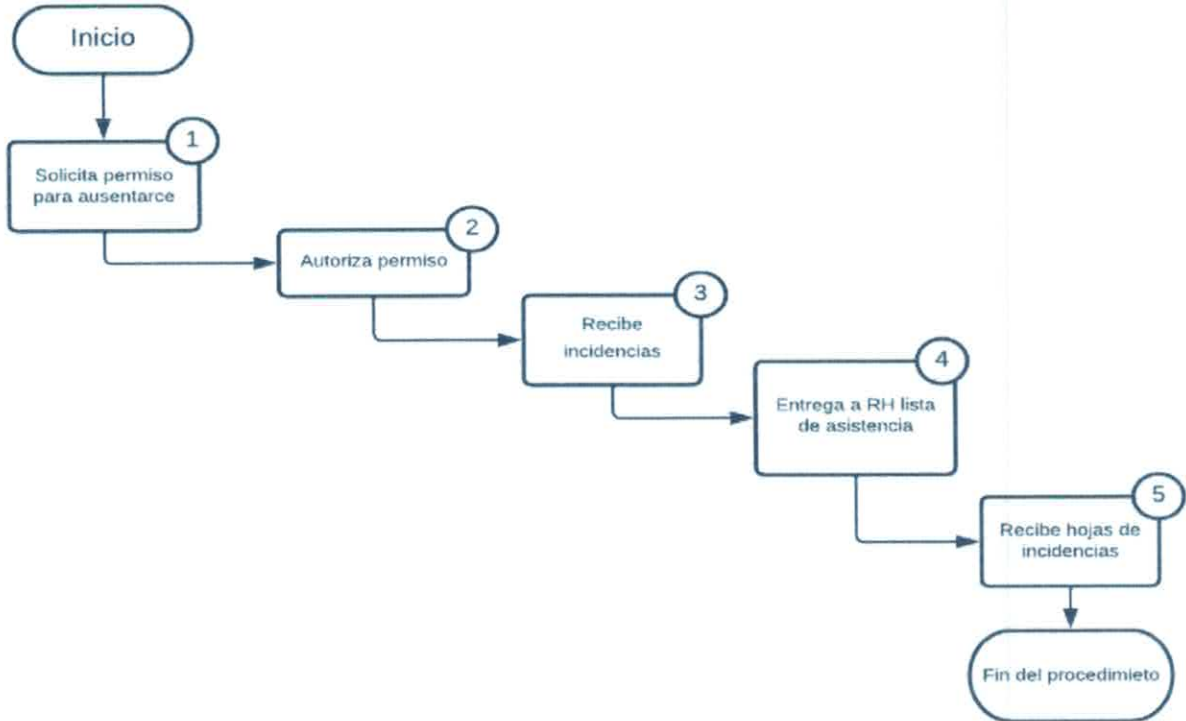 Inicio
1
Solicita permiso
para ausentarce
2
Autoriza permiso
3
Recibe
incidencias
4
Entrega a RH lista
de asistencia
5
Recibe hojas de
incidencias
Fin del procedimieto